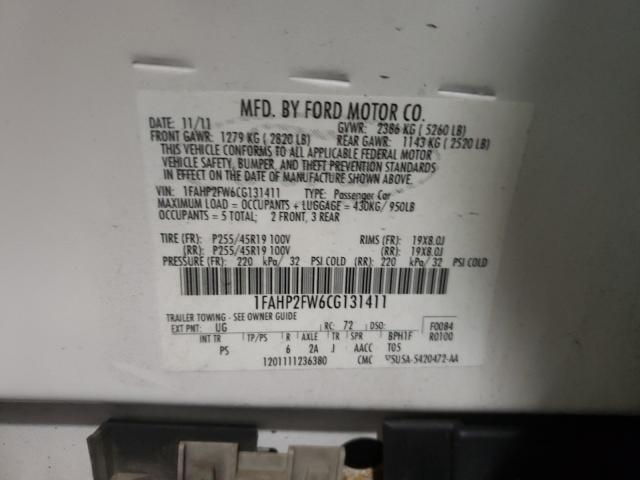 MFD. BY FORD MOTOR CO.
DATE: 11/11 GVWR: 2386 KG ( 5260 LB)
FRONT GAWR: 1279 KG ( 2820 LB) REAR GAWR: 1143 KG ( 2520 LB)
THIS VEHICLE CONFORMS TO ALL APPLICABLE FEDERAL MOTOR
VEHICLE SAFETY, BUMPER, AND THEFT PREVENTION STANDARDS
IN EFFECT ON THE DATE OF MANUFACTURE SHOWN ABOVE.
VIN: 1FAHP2FW6CG131411 TYPE: Passenger Car
MAXIMUM LOAD = OCCUPANTS + LUGGAGE = 430KG/ 950LB
OCCUPANTS = 5 TOTAL; 2 FRONT, 3 REAR
TIRE (FR): P255/45R19 100V RIMS (FR): 19X8.0J
(RR): P255/45R19 100V (RR): 19X8.0J
PRESSURE (FR): 220 kPa/ 32 PSI COLD (RR): 220 kPa/ 32 PSI COLD
1FAHP2FW6CG131411
TRAILER TOWING - SEE OWNER GUIDE
EXT PNT: UG RC: 72 DSO: F0084
INT TR TP/PS R AXLE TR SPR BPH1F R0100
PS 6 2A J AACC T05
1201111236380 CMC 5U5A-5420472-AA